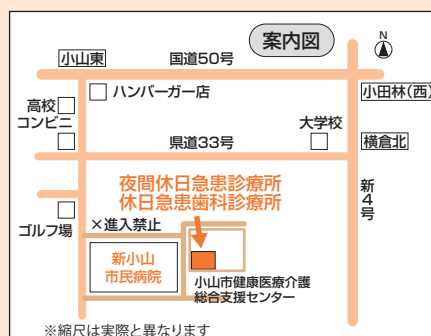 案内図
N
小山東
国道50号
ハンバーガー店
小田林(西)
高校
コンビニ
大学校
県道33号
横倉北
夜間休日急患診療所
休日急患歯科診療所
新4号
ゴルフ場
×進入禁止
新小山
市民病院
小山市健康医療介護
総合支援センター
※縮尺は実際と異なります